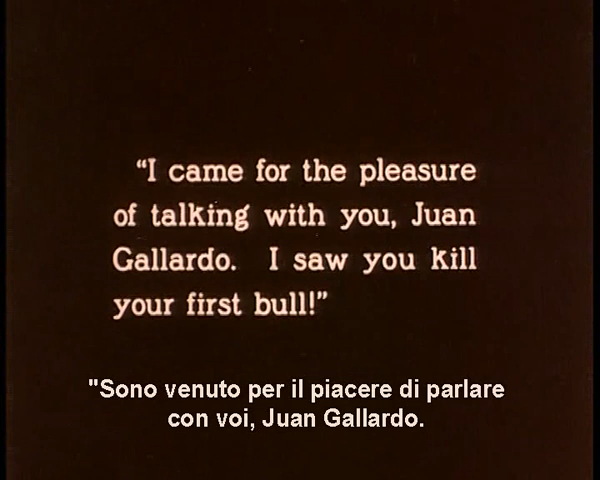 “I came for the pleasure
of talking with you, Juan
Gallardo. I saw you kill
your first bull!”
"Sono venuto per il piacere di parlare
con voi, Juan Gallardo.